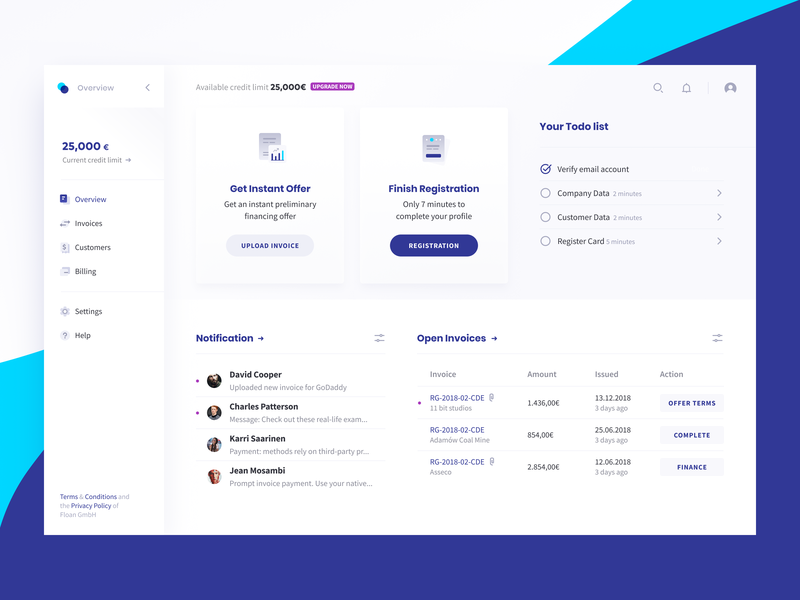 Overview
25,000 €
Current credit limit →
Overview
Invoices
Customers
Billing
Settings
? Help
Terms & Conditions and
the Privacy Policy of
Floan GmbH
Available credit limit 25,000€ UPGRADE NOW
Get Instant Offer
Get an instant preliminary
financing offer
UPLOAD INVOICE
Finish Registration
Only 7 minutes to
complete your profile
REGISTRATION
Your Todo list
Verify email account
Company Data 2 minutes
Customer Data 2 minutes
Register Card 5 minutes
Notification →
David Cooper
Uploaded new invoice for GoDaddy
Charles Patterson
Message: Check out these real-life exam...
Karri Saarinen
Payment: methods rely on third-party pr...
Jean Mosambi
Prompt invoice payment. Use your native...
Open Invoices →
Invoice Amount Issued Action
RG-2018-02-CDE 1.436,00€ 13.12.2018 OFFER TERMS
11 bit studios 3 days ago
RG-2018-02-CDE 854,00€ 25.06.2018 COMPLETE
Adamów Coal Mine 3 days ago
RG-2018-02-CDE 2.854,00€ 12.06.2018 FINANCE
Asseco 3 days ago